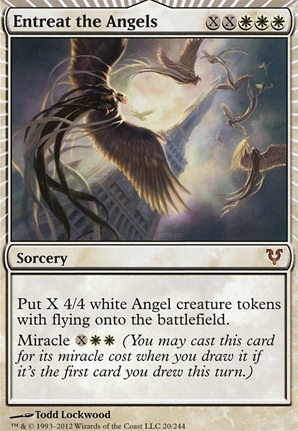 Entreat the Angels XX
Sorcery
Put X 4/4 white Angel creature tokens
with flying onto the battlefield.
Miracle X (You may cast this card
for its miracle cost when you draw it if
it's the first card you drew this turn.)
Todd Lockwood
™ & © 1993–2012 Wizards of the Coast LLC 20/244